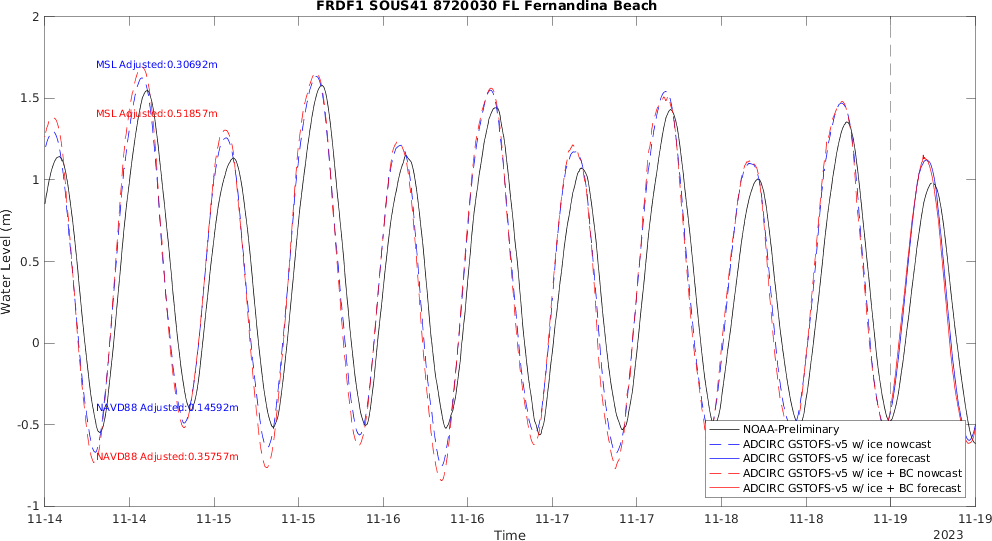 FRDF1 SOUS41 8720030 FL Fernandina Beach
2
1.5
1
0.5
0
-0.5
-1
Water Level (m)
MSL Adjusted:0.30692m
MSL Adjusted:0.51857m
NAVD88 Adjusted:0.14592m
NAVD88 Adjusted:0.35757m
NOAA-Preliminary
ADCIRC GSTOFS-v5 w/ ice nowcast
ADCIRC GSTOFS-v5 w/ ice forecast
ADCIRC GSTOFS-v5 w/ ice + BC nowcast
ADCIRC GSTOFS-v5 w/ ice + BC forecast
11-14 11-14 11-15 11-15 11-16 11-16 11-17 11-17 11-18 11-18 11-19 11-19
Time
2023